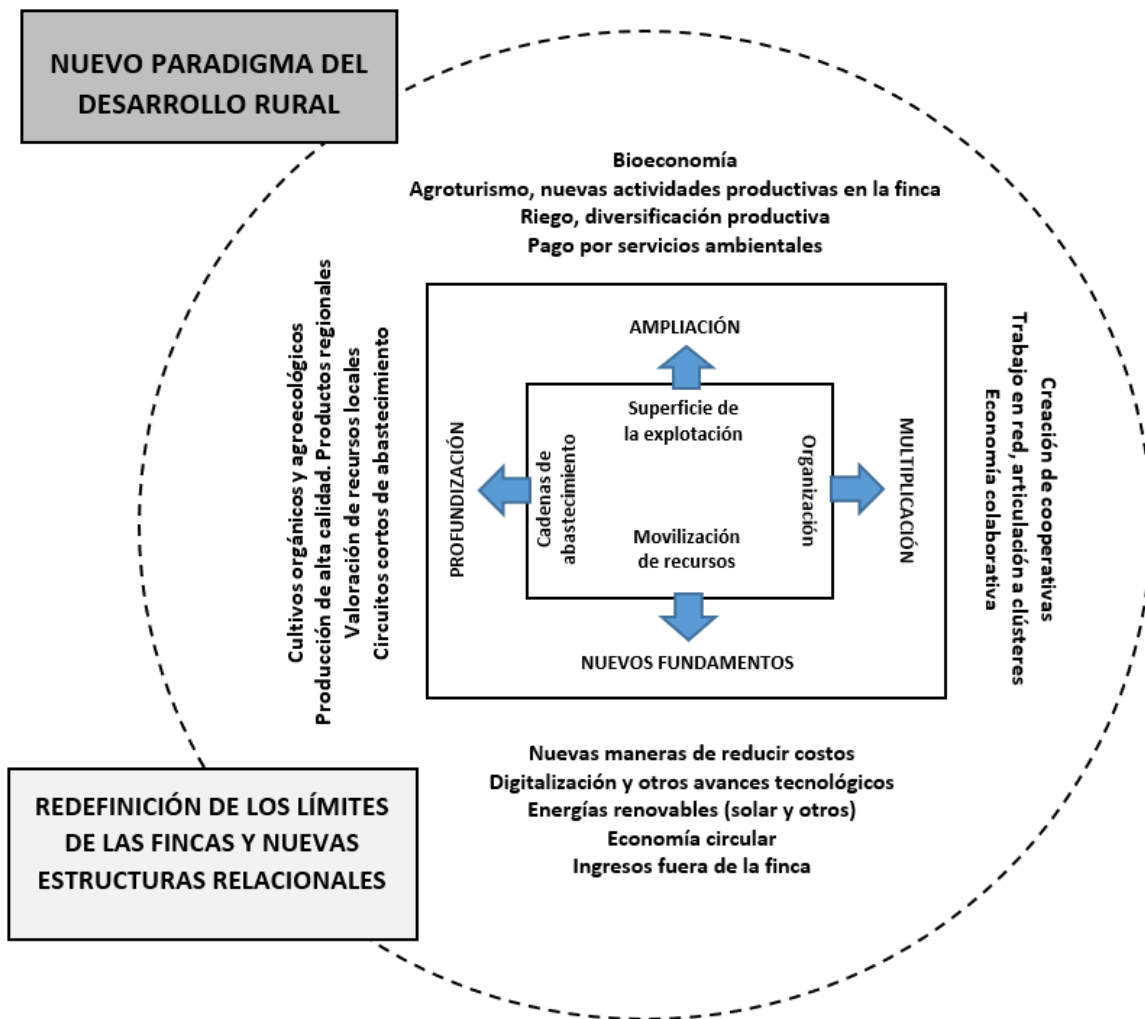 NUEVO PARADIGMA DEL
DESARROLLO RURAL
Bioeconomía
Agroturismo, nuevas actividades productivas en la finca
Riego, diversificación productiva
Pago por servicios ambientales
Cultivos orgánicos y agroecológicos
Producción de alta calidad. Productos regionales
Valoración de recursos locales
Circuitos cortos de abastecimiento
PROFUNDIZACIÓN
AMPLIACIÓN
Cadenas de
abastecimiento
Superficie de
la explotación
Movilización
de recursos
Organización
NUEVOS FUNDAMENTOS
MULTIPLICACIÓN
Creación de cooperativas
Trabajo en red, articulación a clústeres
Economía colaborativa
Nuevas maneras de reducir costos
Digitalización y otros avances tecnológicos
Energías renovables (solar y otros)
Economía circular
Ingresos fuera de la finca
REDEFINICIÓN DE LOS LÍMITES
DE LAS FINCAS Y NUEVAS
ESTRUCTURAS RELACIONALES